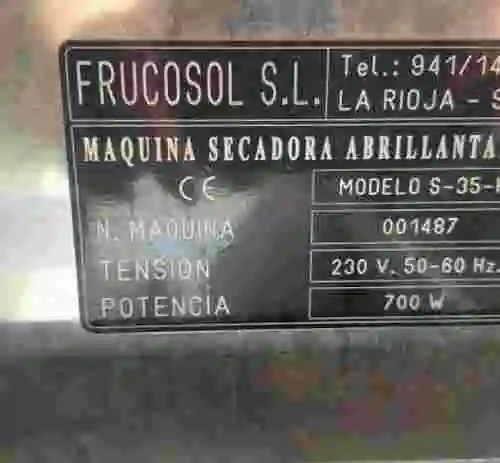 FRUCOSOL S.L.
Tel.: 941/14
LA RIOJA - S
MAQUINA SECADORA ABRILLANTA
CE MODELO S-35-
N. MAQUINA 001487
TENSION 230 V. 50-60 Hz.
POTENCIA 700 W